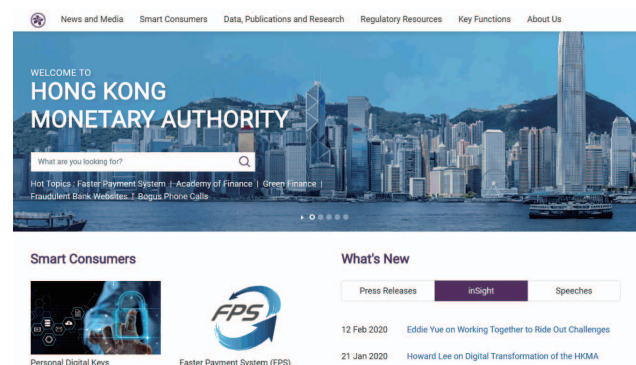 News and Media Smart Consumers Data, Publications and Research Regulatory Resources Key Functions About Us
WELCOME TO
HONG KONG
MONETARY AUTHORITY
What are you looking for?
Hot Topics : Faster Payment System | Academy of Finance | Green Finance |
Fraudulent Bank Websites | Bogus Phone Calls
Smart Consumers
FPS
Personal Digital Keys
Faster Payment System (FPS)
What's New
Press Releases inSight Speeches
12 Feb 2020 Eddie Yue on Working Together to Ride Out Challenges
21 Jan 2020 Howard Lee on Digital Transformation of the HKMA